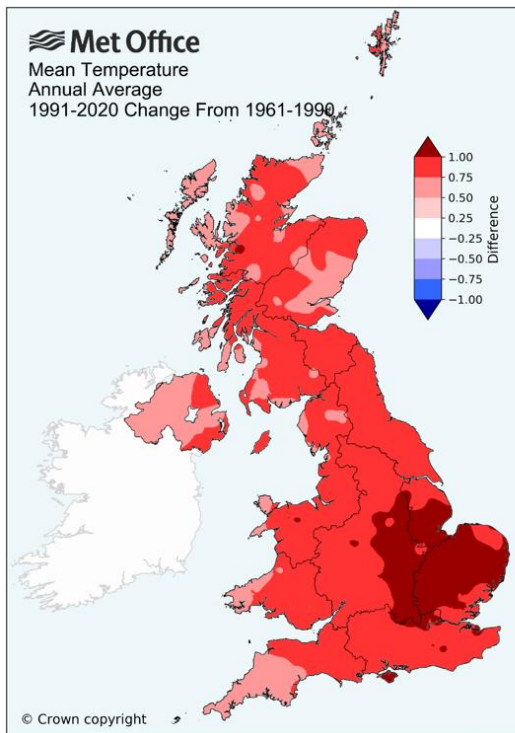 Met Office
Mean Temperature
Annual Average
1991-2020 Change From 1961-1990
1.00
0.75
0.50
0.25
−0.25
−0.50
−0.75
−1.00
Difference
© Crown copyright